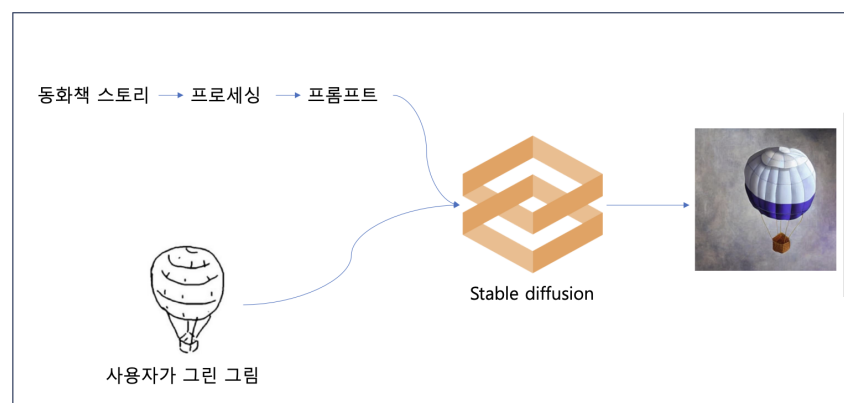 동화책 스토리 프로세싱 프롬프트
Stable diffusion
사용자가 그린 그림